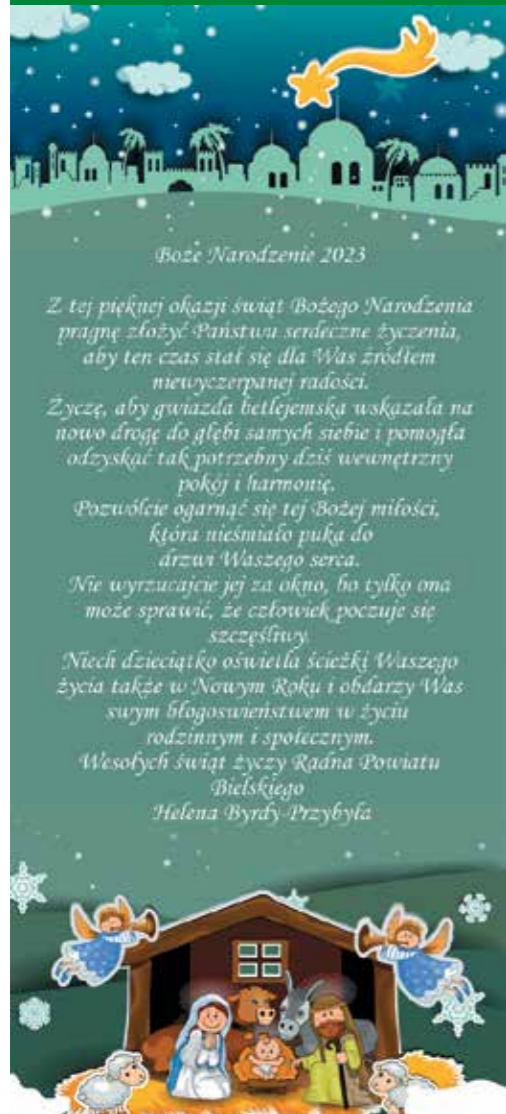 Boże Narodzenie 2023
Z tej pięknej okazji świąt Bożego Narodzenia
pragnę złożyć Państwu serdeczne życzenia,
aby ten czas stał się dla Was źródłem
niewyczerpanej radości.
Życzę, aby gwiazda betlejemska wskazała na
nowo drogę do głębi samych siebie i pomogła
odzyskać tak potrzebny dziś wewnętrzny
pokój i harmonię.
Pozwólcie ogarnąć się tej Bożej miłości,
która nieśmiało puka do
drzwi Waszego serca.
Nie wyrzucajcie jej za okno, bo tylko ona
może sprawić, że człowiek poczuje się
szczęśliwy.
Niech dzieciątko oświetla ścieżki Waszego
życia także w Nowym Roku i obdarzy Was
swym błogoswieństwem w życiu
rodzinnym i społecznym.
Wesołych świąt życzy Radna Powiatu
Bielskiego
Helena Byrdy-Przybyła